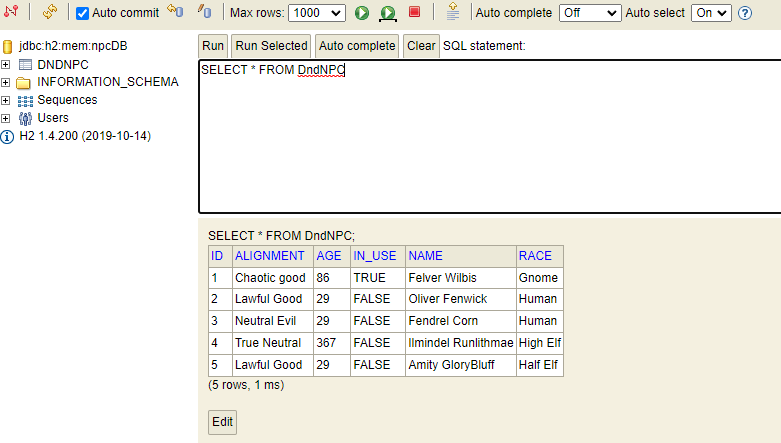 Auto commit Max rows: 1000 Auto complete Off Auto select On ?
jdbc:h2:mem:npcDB
DNDNPC
INFORMATION_SCHEMA
Sequences
Users
H2 1.4.200 (2019-10-14)
Run Run Selected Auto complete Clear SQL statement:
SELECT * FROM DndNPC
SELECT * FROM DndNPC;
ID ALIGNMENT AGE IN_USE NAME RACE
1 Chaotic good 86 TRUE Felver Wilbis Gnome
2 Lawful Good 29 FALSE Oliver Fenwick Human
3 Neutral Evil 29 FALSE Fendrel Corn Human
4 True Neutral 367 FALSE Ilmindel Runlithmae High Elf
5 Lawful Good 29 FALSE Amity GloryBluff Half Elf
(5 rows, 1 ms)
Edit